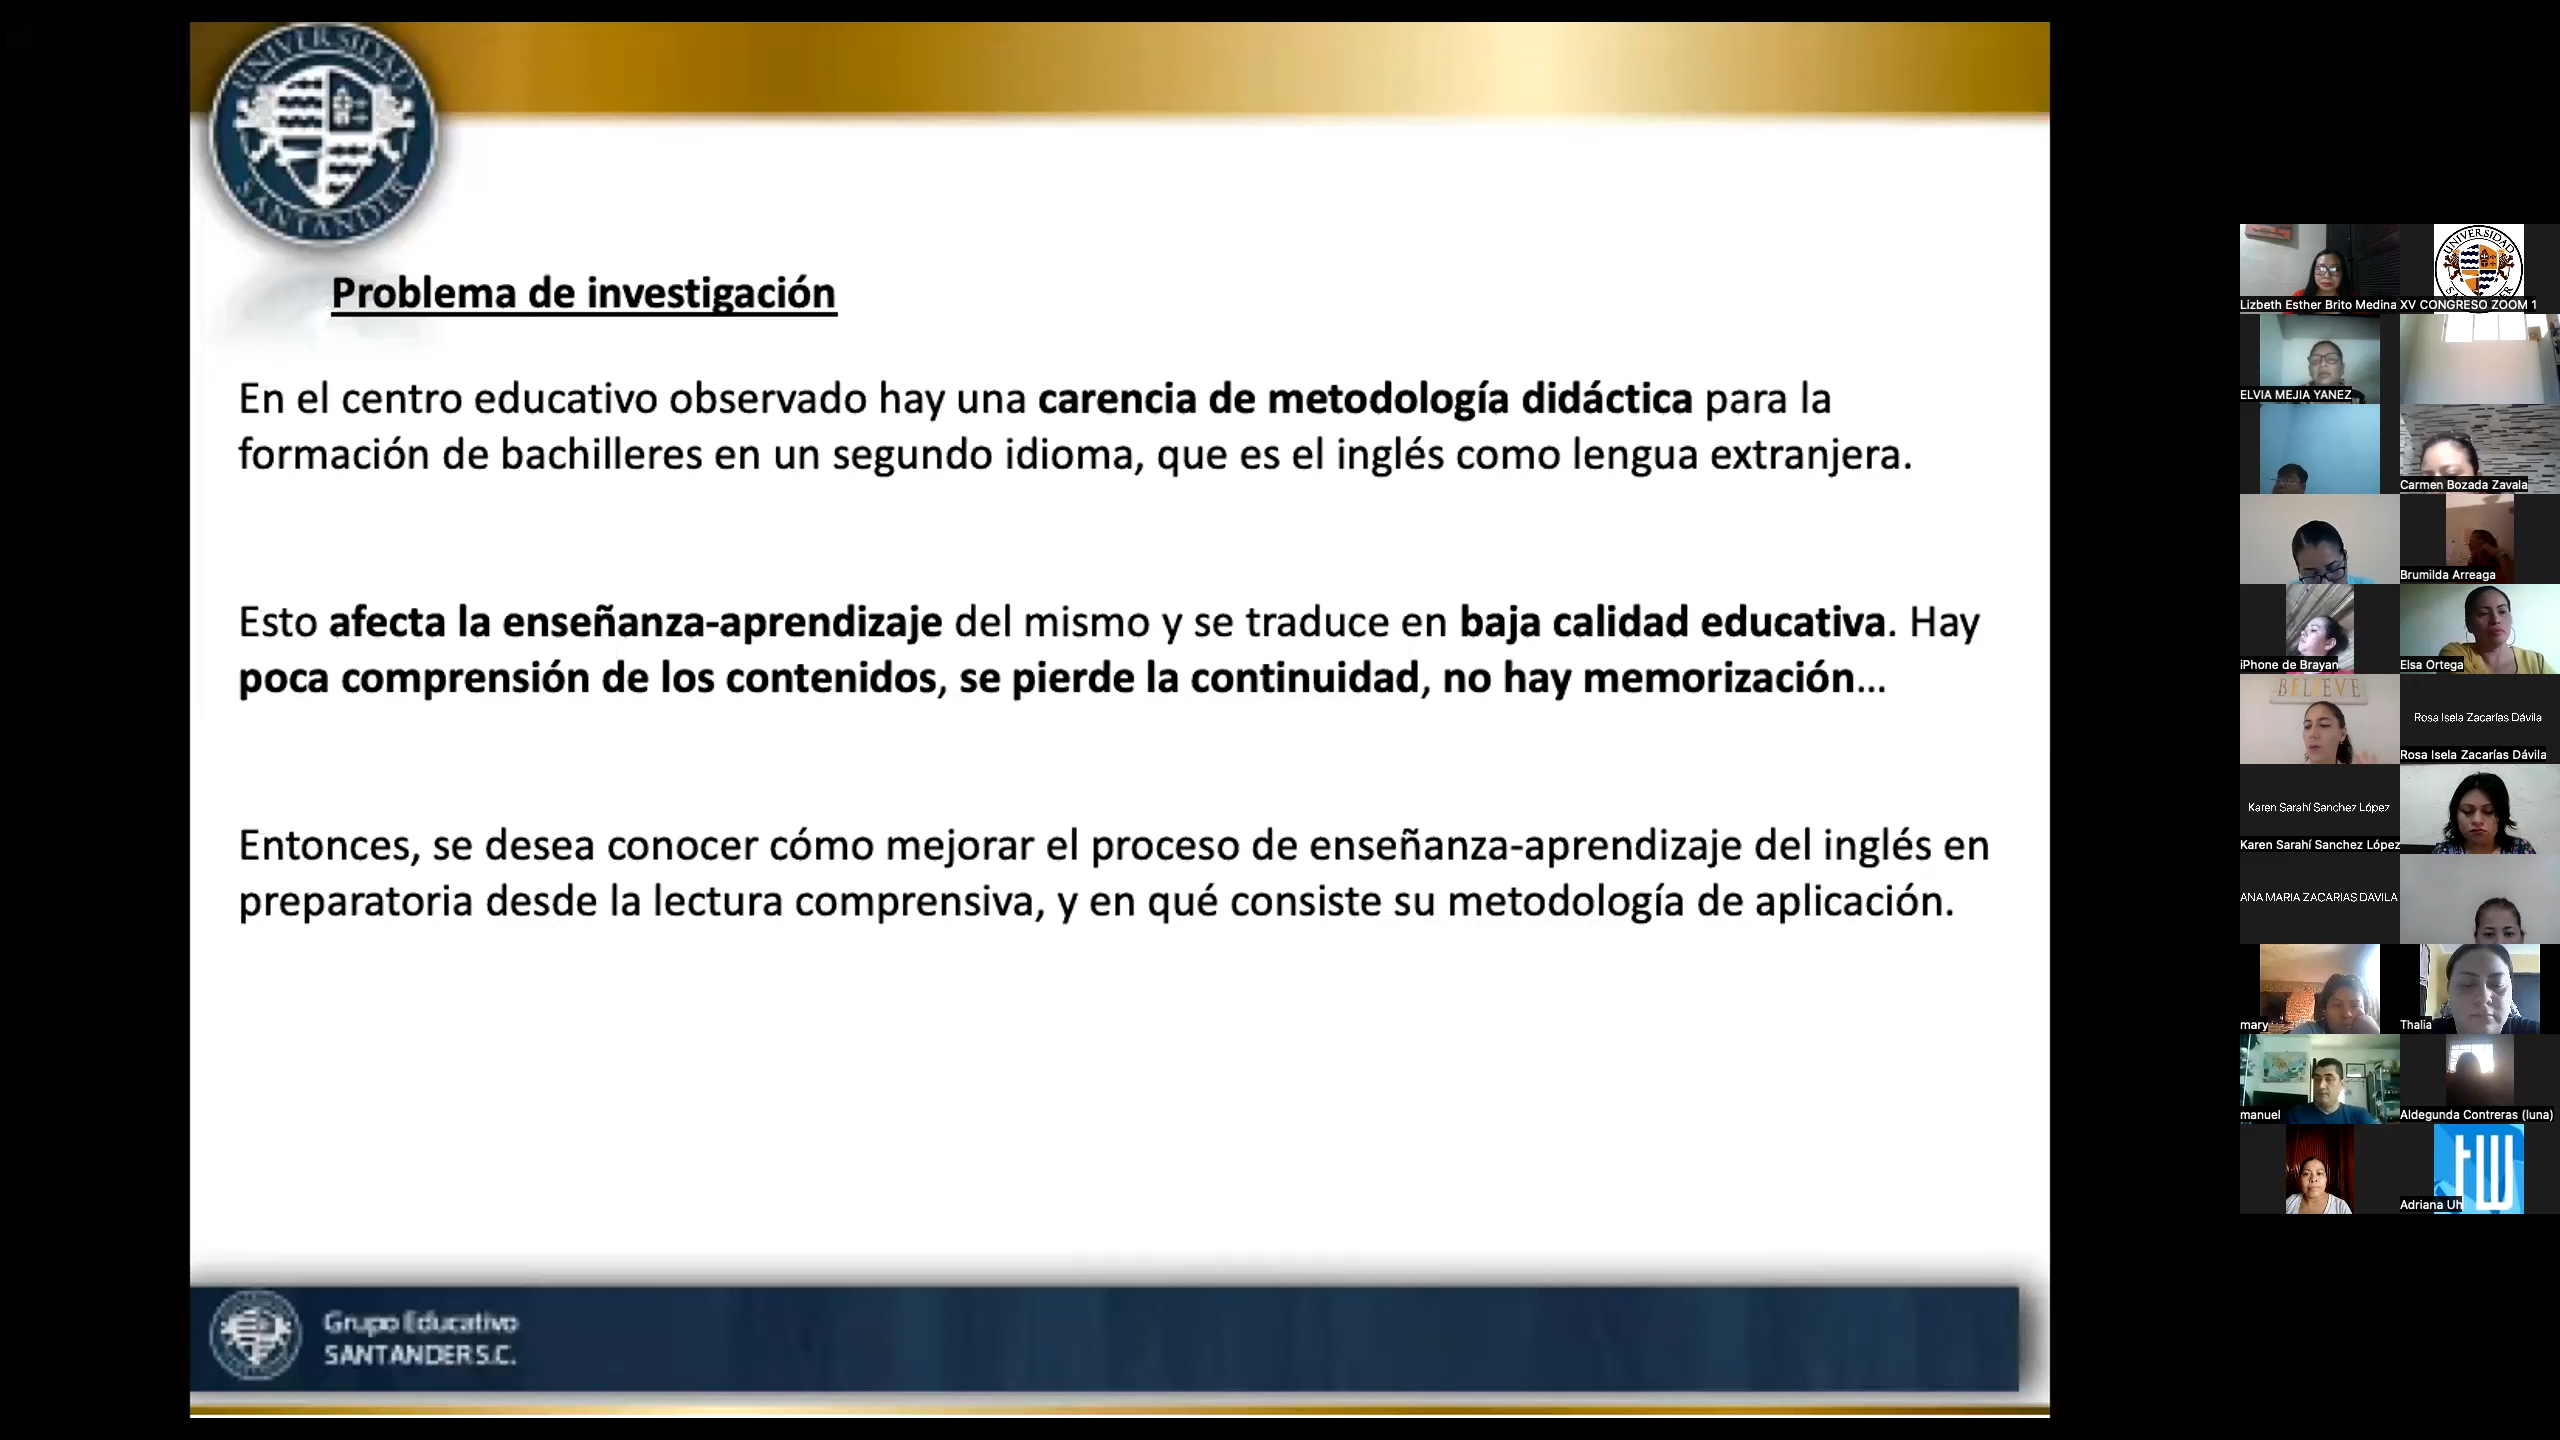 UNIVERSIDAD
SANTANDER
Problema de investigación
En el centro educativo observado hay una carencia de metodología didáctica para la
formación de bachilleres en un segundo idioma, que es el inglés como lengua extranjera.
Esto afecta la enseñanza-aprendizaje del mismo y se traduce en baja calidad educativa. Hay
poca comprensión de los contenidos, se pierde la continuidad, no hay memorización...
Entonces, se desea conocer cómo mejorar el proceso de enseñanza-aprendizaje del inglés en
preparatoria desde la lectura comprensiva, y en qué consiste su metodología de aplicación.
Grupo Educativo
SANTANDER S.C.
UNIVERSIDAD
Lizbeth Esther Brito Medina
XV CONGRESO ZOOM 1
ELVIA MEJIA YANEZ
Carmen Bozada Zavala
Brumilda Arreaga
iPhone de Brayan
Elsa Ortega
BELIEVE
Rosa Isela Zacarías Dávila
Rosa Isela Zacarías Dávila
Karen Sarahí Sanchez López
Karen Sarahí Sanchez López
ANA MARIA ZACARIAS DAVILA
mary
Thalia
manuel
Aldegunda Contreras (luna)
tw
Adriana Uh